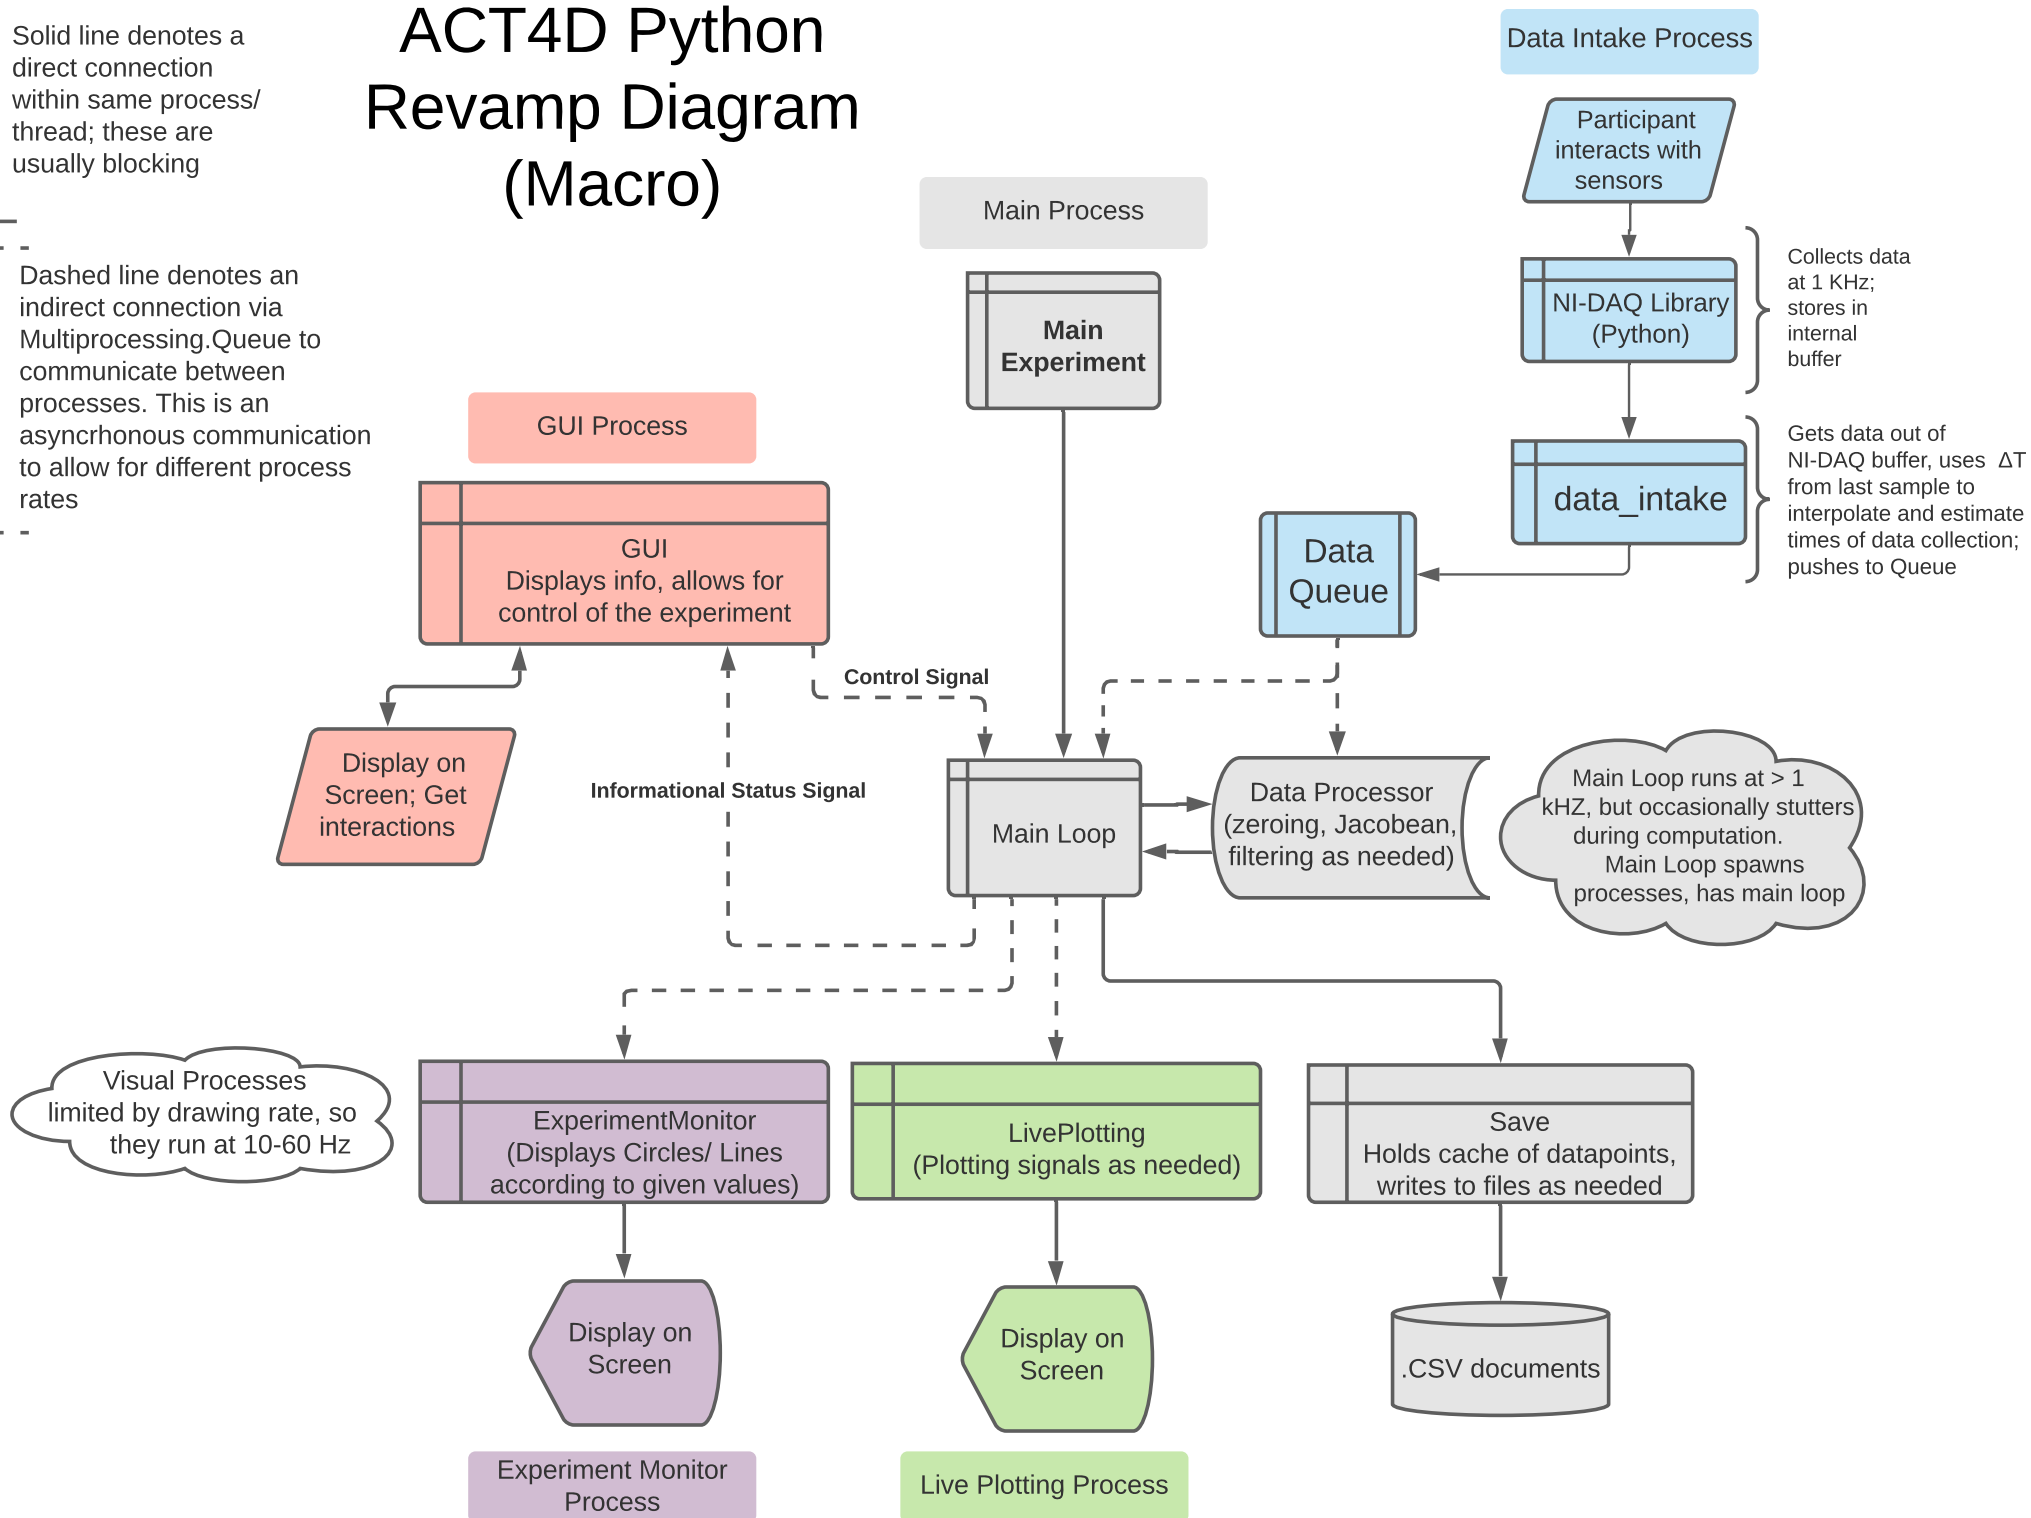 Solid line denotes a
direct connection
within same process/
thread; these are
usually blocking
Dashed line denotes an
indirect connection via
Multiprocessing.Queue to
communicate between
processes. This is an
asyncrhonous communication
to allow for different process
rates
ACT4D Python
Revamp Diagram
(Macro)
Main Process
Main
Experiment
Data Intake Process
Participant
interacts with
sensors
NI-DAQ Library
(Python)
Collects data
at 1 KHz;
stores in
internal
buffer
data_intake
Gets data out of
NI-DAQ buffer, uses ΔT
from last sample to
interpolate and estimate
times of data collection;
pushes to Queue
Data
Queue
GUI Process
GUI
Displays info, allows for
control of the experiment
Control Signal
Display on
Screen; Get
interactions
Informational Status Signal
Main Loop
Data Processor
(zeroing, Jacobean,
filtering as needed)
Main Loop runs at > 1
kHZ, but occasionally stutters
during computation.
Main Loop spawns
processes, has main loop
Visual Processes
limited by drawing rate, so
they run at 10-60 Hz
ExperimentMonitor
(Displays Circles/ Lines
according to given values)
LivePlotting
(Plotting signals as needed)
Save
Holds cache of datapoints,
writes to files as needed
Display on
Screen
Display on
Screen
.CSV documents
Experiment Monitor
Process
Live Plotting Process